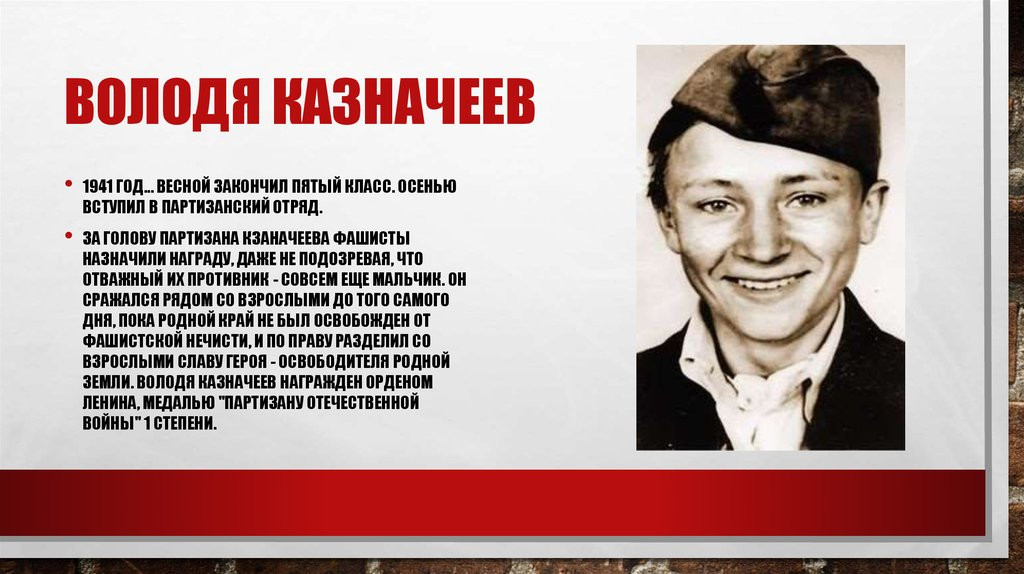 ВОЛОДЯ КАЗНАЧЕЕВ
• 1941 ГОД... ВЕСНОЙ ЗАКОНЧИЛ ПЯТЫЙ КЛАСС. ОСЕНЬЮ
ВСТУПИЛ В ПАРТИЗАНСКИЙ ОТРЯД.
• ЗА ГОЛОВУ ПАРТИЗАНА КЗАНАЧЕЕВА ФАШИСТЫ
НАЗНАЧИЛИ НАГРАДУ, ДАЖЕ НЕ ПОДОЗРЕВАЯ, ЧТО
ОТВАЖНЫЙ ИХ ПРОТИВНИК - СОВСЕМ ЕЩЕ МАЛЬЧИК. ОН
СРАЖАЛСЯ РЯДОМ СО ВЗРОСЛЫМИ ДО ТОГО САМОГО
ДНЯ, ПОКА РОДНОЙ КРАЙ НЕ БЫЛ ОСВОБОЖДЕН ОТ
ФАШИСТСКОЙ НЕЧИСТИ, И ПО ПРАВУ РАЗДЕЛИЛ СО
ВЗРОСЛЫМИ СЛАВУ ГЕРОЯ - ОСВОБОДИТЕЛЯ РОДНОЙ
ЗЕМЛИ. ВОЛОДЯ КАЗНАЧЕЕВ НАГРАЖДЕН ОРДЕНОМ
ЛЕНИНА, МЕДАЛЬЮ "ПАРТИЗАНУ ОТЕЧЕСТВЕННОЙ
ВОЙНЫ" 1 СТЕПЕНИ.